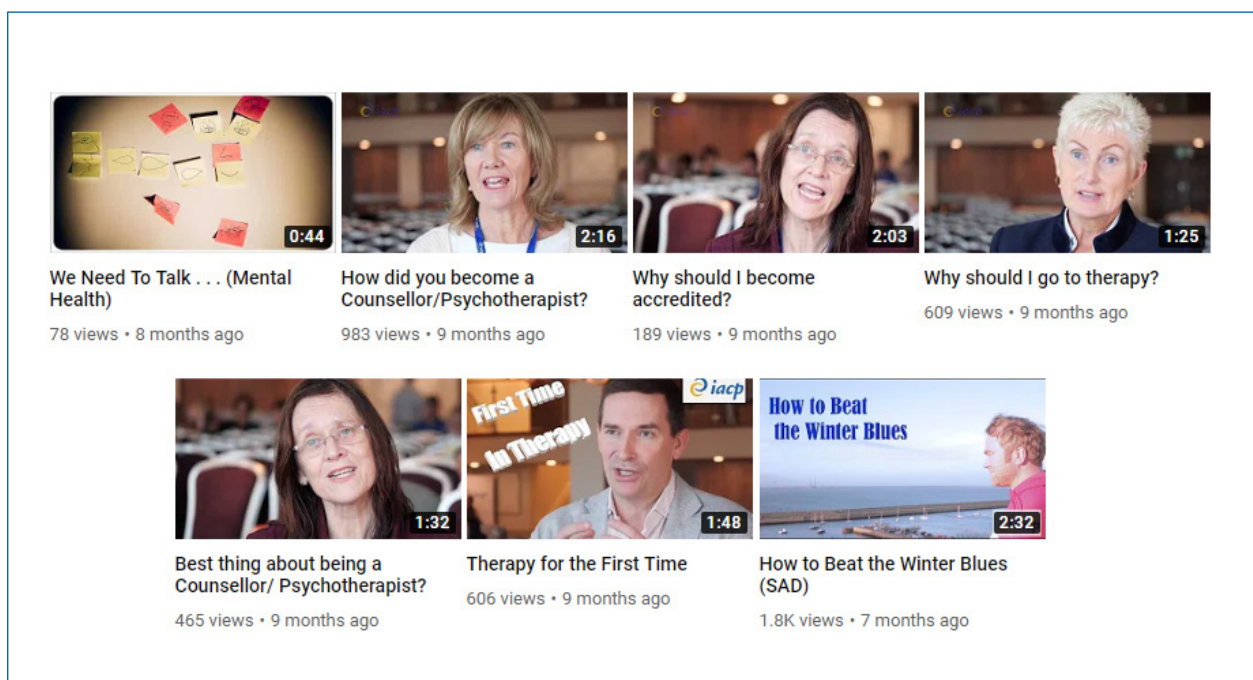 iacp
iacp
iacp
0:44
2:16
2:03
1:25
We Need To Talk . . . (Mental
Health)
78 views • 8 months ago
How did you become a
Counsellor/Psychotherapist?
983 views • 9 months ago
Why should I become
accredited?
189 views • 9 months ago
Why should I go to therapy?
609 views • 9 months ago
First Time
In Therapy
iacp
How to Beat
the Winter Blues
1:32
1:48
2:32
Best thing about being a
Counsellor/ Psychotherapist?
465 views • 9 months ago
Therapy for the First Time
606 views • 9 months ago
How to Beat the Winter Blues
(SAD)
1.8K views • 7 months ago